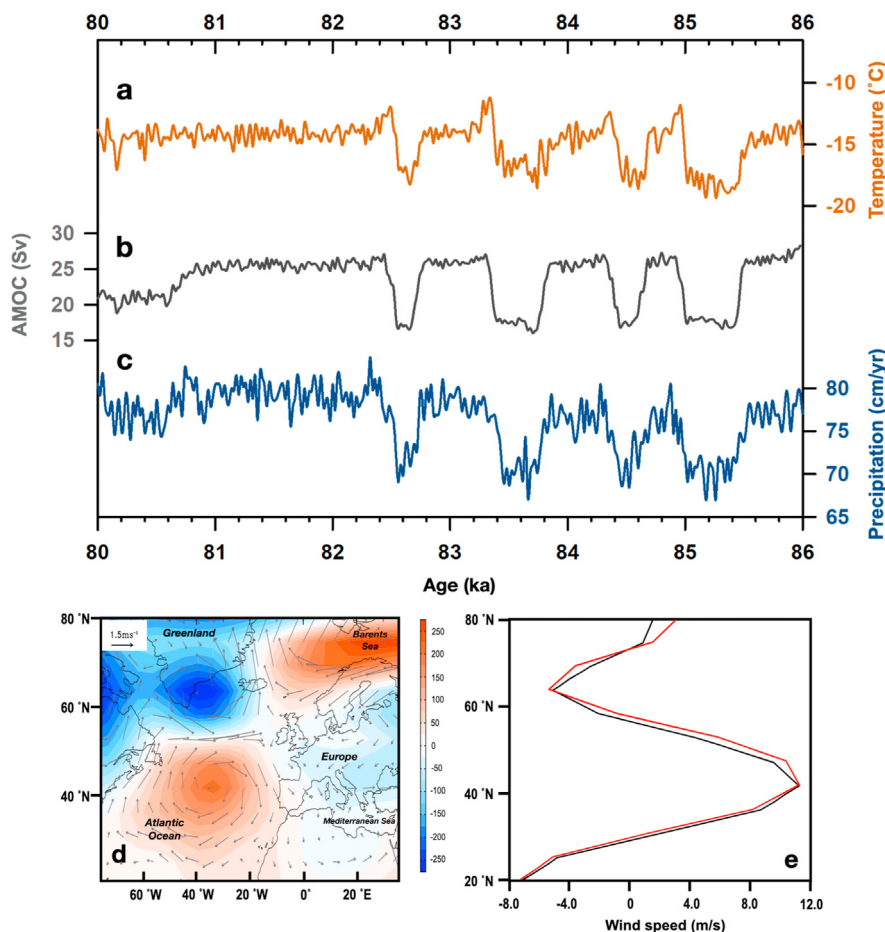 80 81 82 83 84 85 86
a
-10
-15
-20
Temperature (˚C)
b
30
25
20
15
AMOC (Sv)
c
80
75
70
65
Precipitation (cm/yr)
80 81 82 83 84 85 86
Age (ka)
80 ˚N
60 ˚N
40 ˚N
1.5ms⁻¹
Greenland
Barents
Sea
Europe
Atlantic
Ocean
Mediterranean Sea
d
60 ˚W 40 ˚W 20 ˚W 0˚ 20 ˚E
250
200
150
100
50
0
-50
-100
-150
-200
-250
80 ˚N
60 ˚N
40 ˚N
20 ˚N
e
-8.0 -4.0 0 4.0 8.0 12.0
Wind speed (m/s)